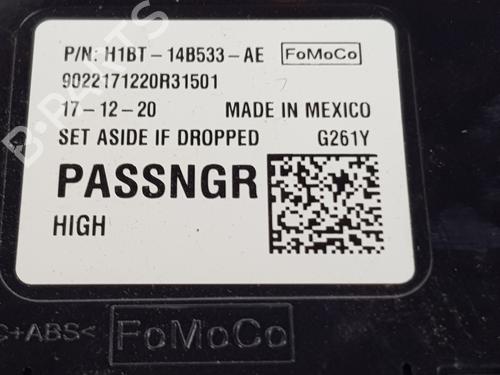 P/N: H1BT-14B533-AE FoMoCo
9022171220R31501
17-12-20 MADE IN MEXICO
SET ASIDE IF DROPPED G261Y
PASSNGR
HIGH
C+ABS< FoMoCo
B-PARTS